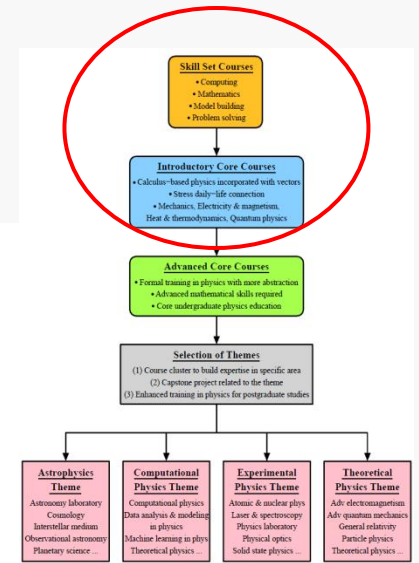 Skill Set Courses
• Computing
• Mathematics
• Model building
• Problem solving
Introductory Core Courses
• Calculus-based physics incorporated with vectors
• Stress daily-life connection
• Mechanics, Electricity & magnetism,
Heat & thermodynamics, Quantum physics
Advanced Core Courses
• Formal training in physics with more abstraction
• Advanced mathematical skills required
• Core undergraduate physics education
Selection of Themes
(1) Course cluster to build expertise in specific area
(2) Capstone project related to the theme
(3) Enhanced training in physics for postgraduate studies
Astrophysics
Theme
Astronomy laboratory
Cosmology
Interstellar medium
Observational astronomy
Planetary science ...
Computational
Physics Theme
Computational physics
Data analysis & modeling
in physics
Machine learning in phys
Theoretical physics ...
Experimental
Physics Theme
Atomic & nuclear phys
Laser & spectroscopy
Physics laboratory
Physical optics
Solid state physics ...
Theoretical
Physics Theme
Adv electromagnetism
Adv quantum mechanics
General relativity
Particle physics
Theoretical physics ...